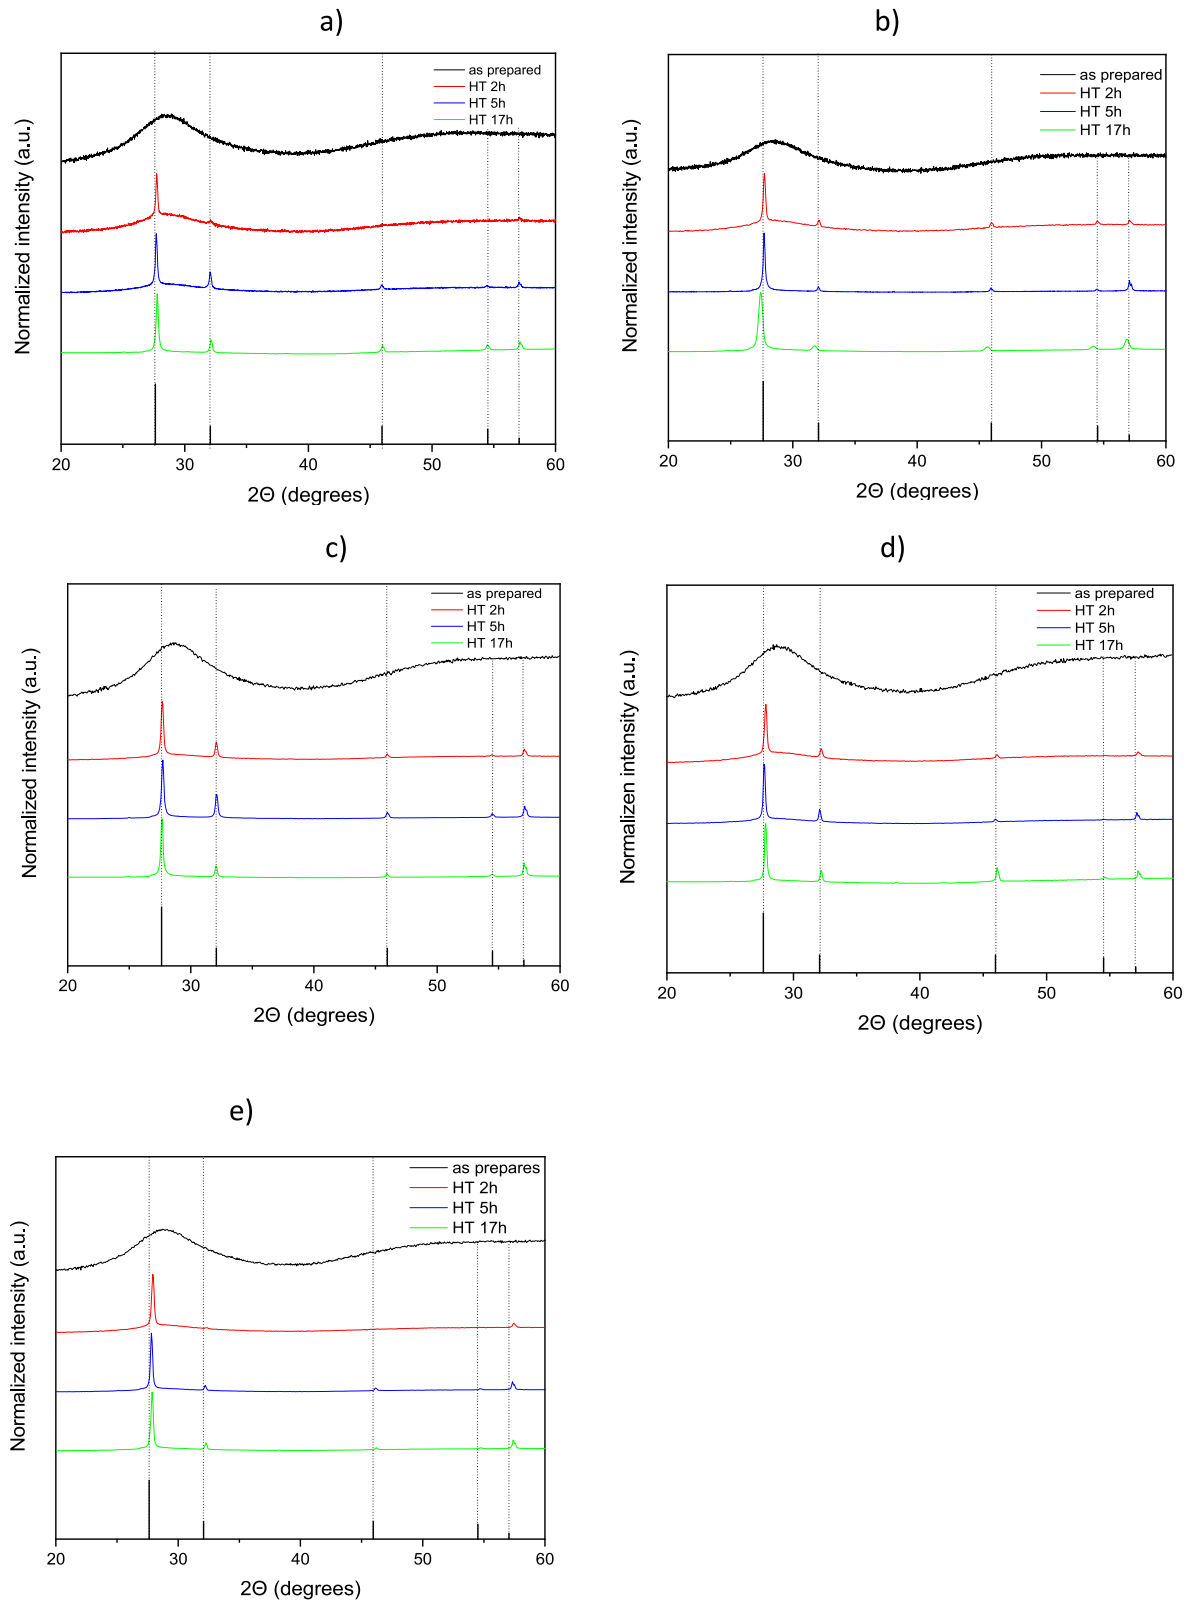 a)
as prepared
HT 2h
HT 5h
HT 17h
Normalized intensity (a.u.)
20 30 40 50 60
2Θ (degrees)
b)
as prepared
HT 2h
HT 5h
HT 17h
Normalized intensity (a.u.)
20 30 40 50 60
2Θ (degrees)
c)
as prepared
HT 2h
HT 5h
HT 17h
Normalized intensity (a.u.)
20 30 40 50 60
2Θ (degrees)
d)
as prepared
HT 2h
HT 5h
HT 17h
Normalizen intensity (a.u.)
20 30 40 50 60
2Θ (degrees)
e)
as prepares
HT 2h
HT 5h
HT 17h
Normalized intensity (a.u.)
20 30 40 50 60
2Θ (degrees)